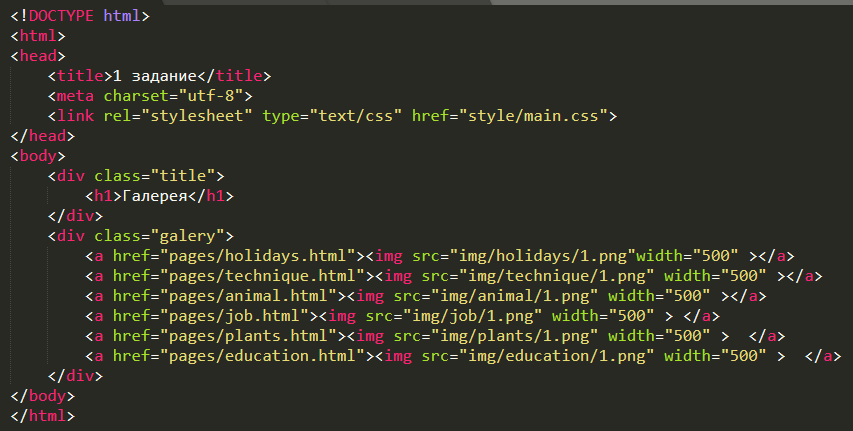 <!DOCTYPE html>
<html>
<head>
    <title>1 задание</title>
    <meta charset="utf-8">
    <link rel="stylesheet" type="text/css" href="style/main.css">
</head>
<body>
    <div class="title">
        <h1>Галерея</h1>
    </div>
    <div class="galery">
        <a href="pages/holidays.html"><img src="img/holidays/1.png"width="500" ></a>
        <a href="pages/technique.html"><img src="img/technique/1.png" width="500" ></a>
        <a href="pages/animal.html"><img src="img/animal/1.png" width="500" ></a>
        <a href="pages/job.html"><img src="img/job/1.png" width="500" > </a>
        <a href="pages/plants.html"><img src="img/plants/1.png" width="500" >  </a>
        <a href="pages/education.html"><img src="img/education/1.png" width="500" >  </a>
    </div>
</body>
</html>